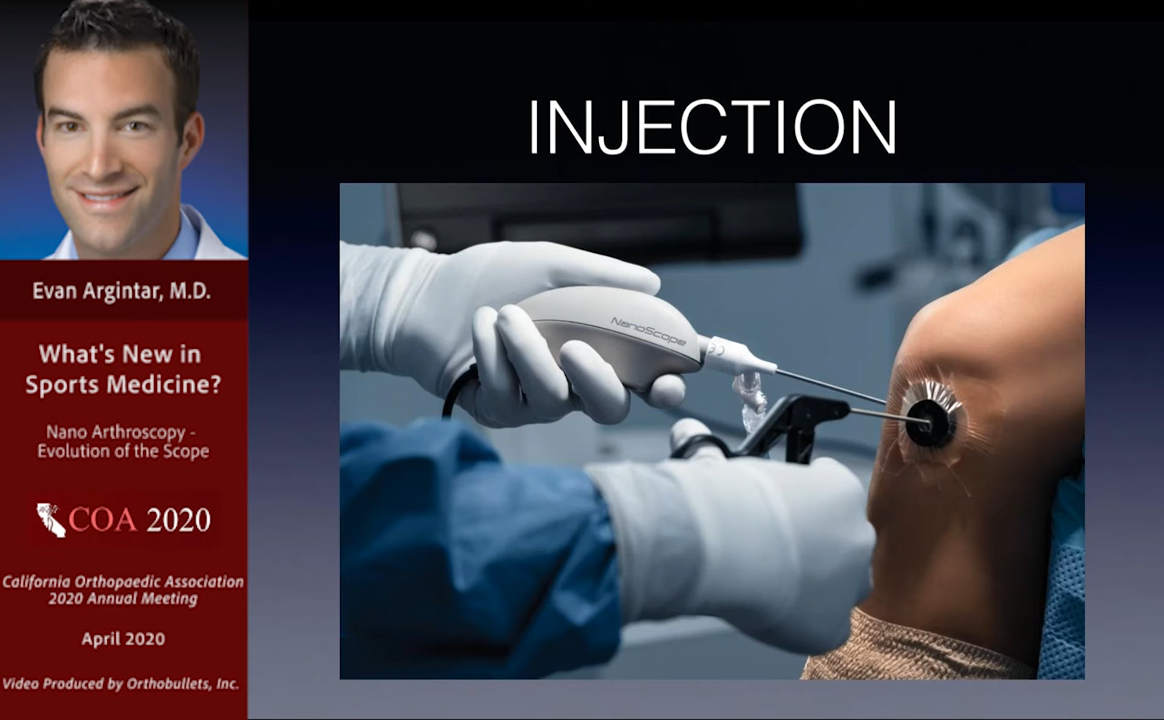 Evan Argintar, M.D.
What's New in
Sports Medicine?
Nano Arthroscopy -
Evolution of the Scope
COA 2020
California Orthopaedic Association
2020 Annual Meeting
April 2020
Video Produced by Orthobullets, Inc.
INJECTION
NanoScope
CE